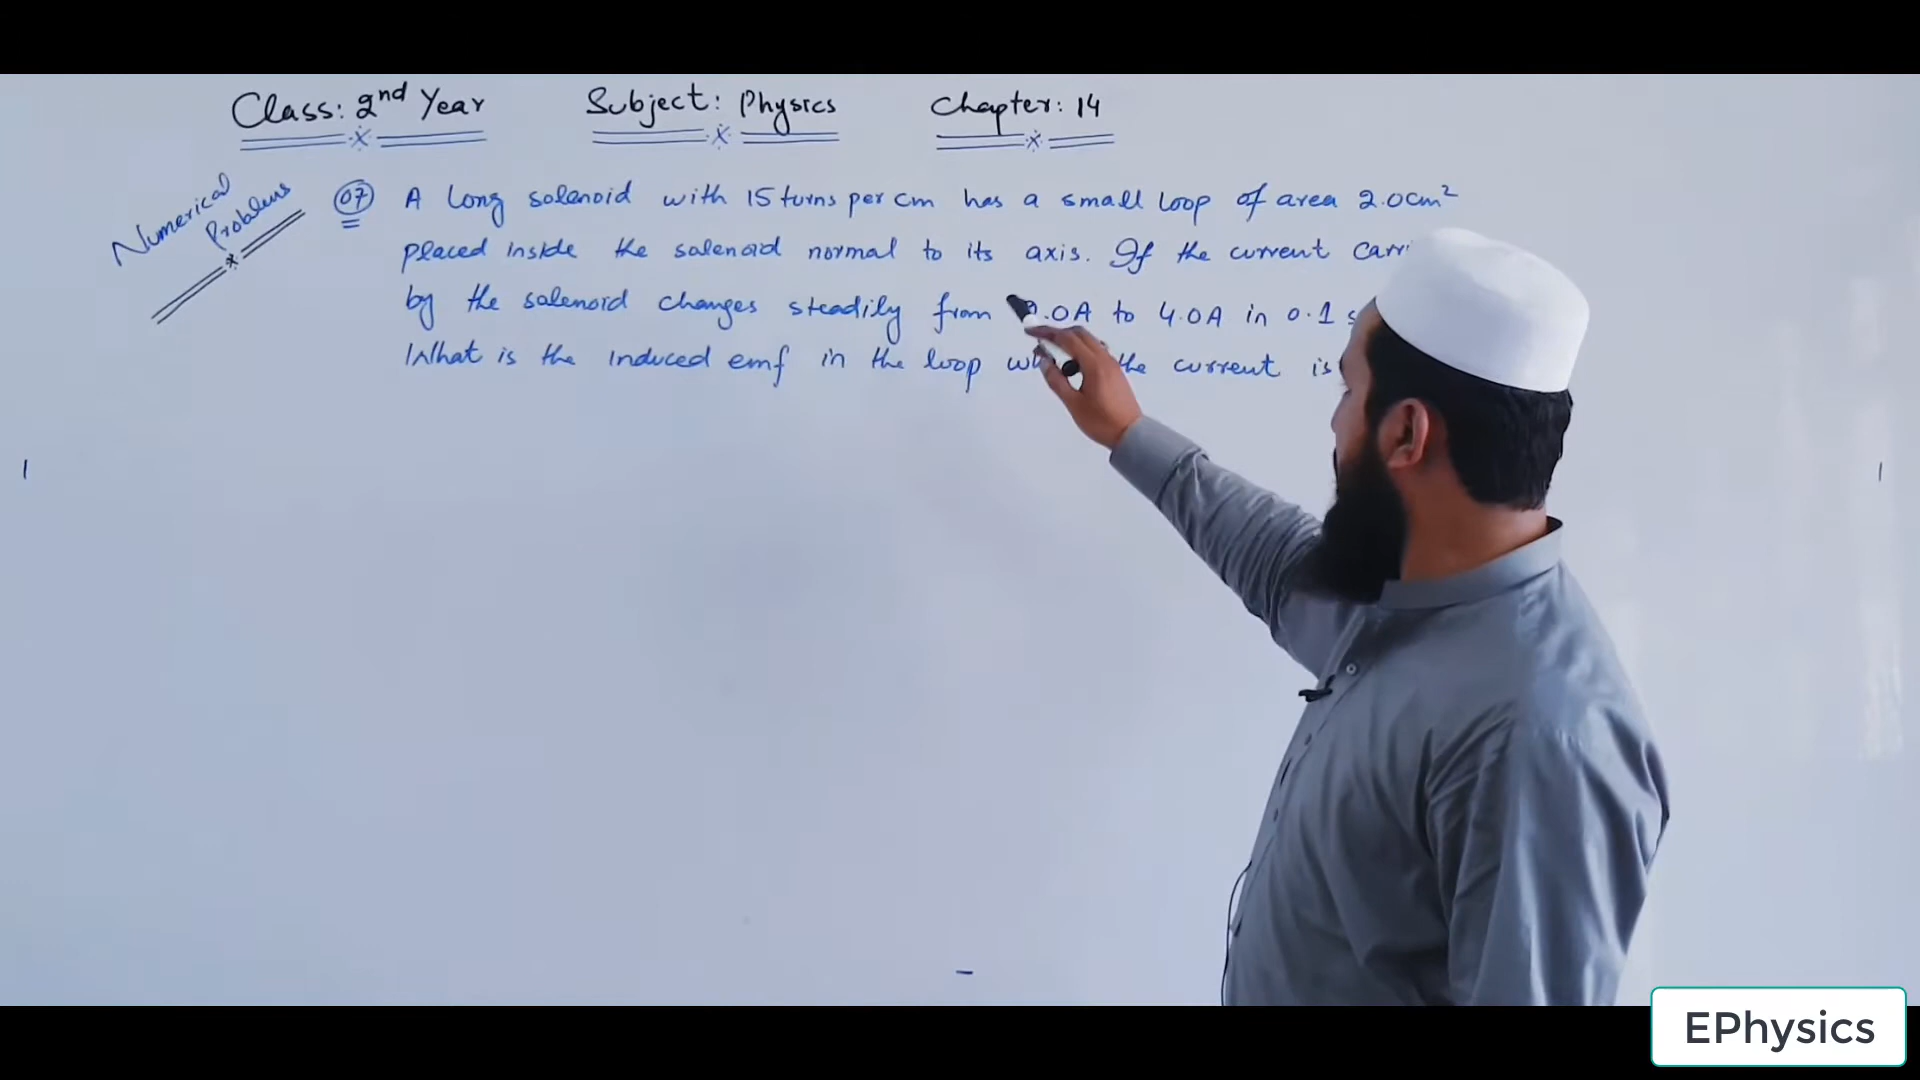 Class: 2nd Year Subject: Physics Chapter: 14
Numerical Problems
07 A long solenoid with 15 turns per cm has a small loop of area 2.0cm²
placed inside the solenoid normal to its axis. If the current
by the solenoid changes steadily from .0A to 4.0A in 0.1
What is the induced emf in the loop the current is
EPhysics